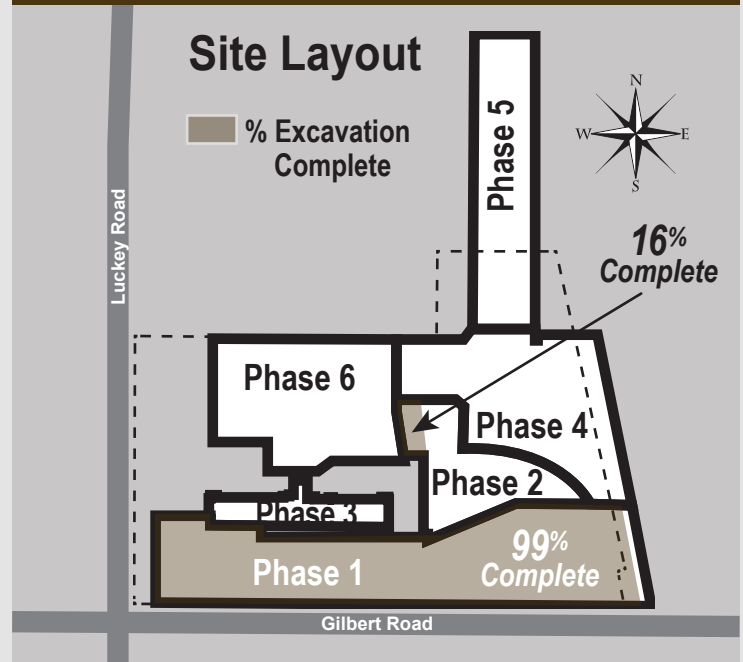 Site Layout
% Excavation
Complete
N
W
E
S
Phase 5
16%
Complete
Luckey Road
Phase 6
Phase 4
Phase 2
Phase 3
Phase 1
99%
Complete
Gilbert Road